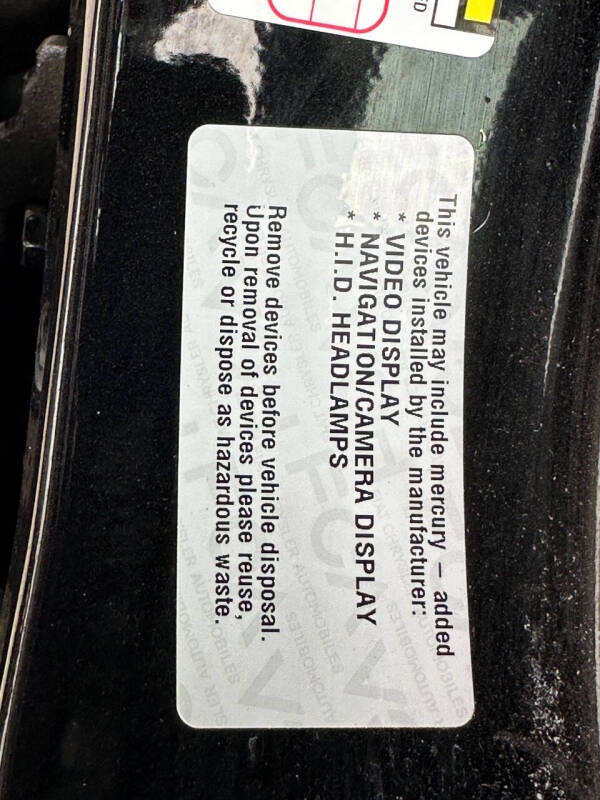 This vehicle may include mercury – added
devices installed by the manufacturer:
* VIDEO DISPLAY
* NAVIGATION/CAMERA DISPLAY
* H.I.D. HEADLAMPS
Remove devices before vehicle disposal.
Upon removal of devices please reuse,
recycle or dispose as hazardous waste.